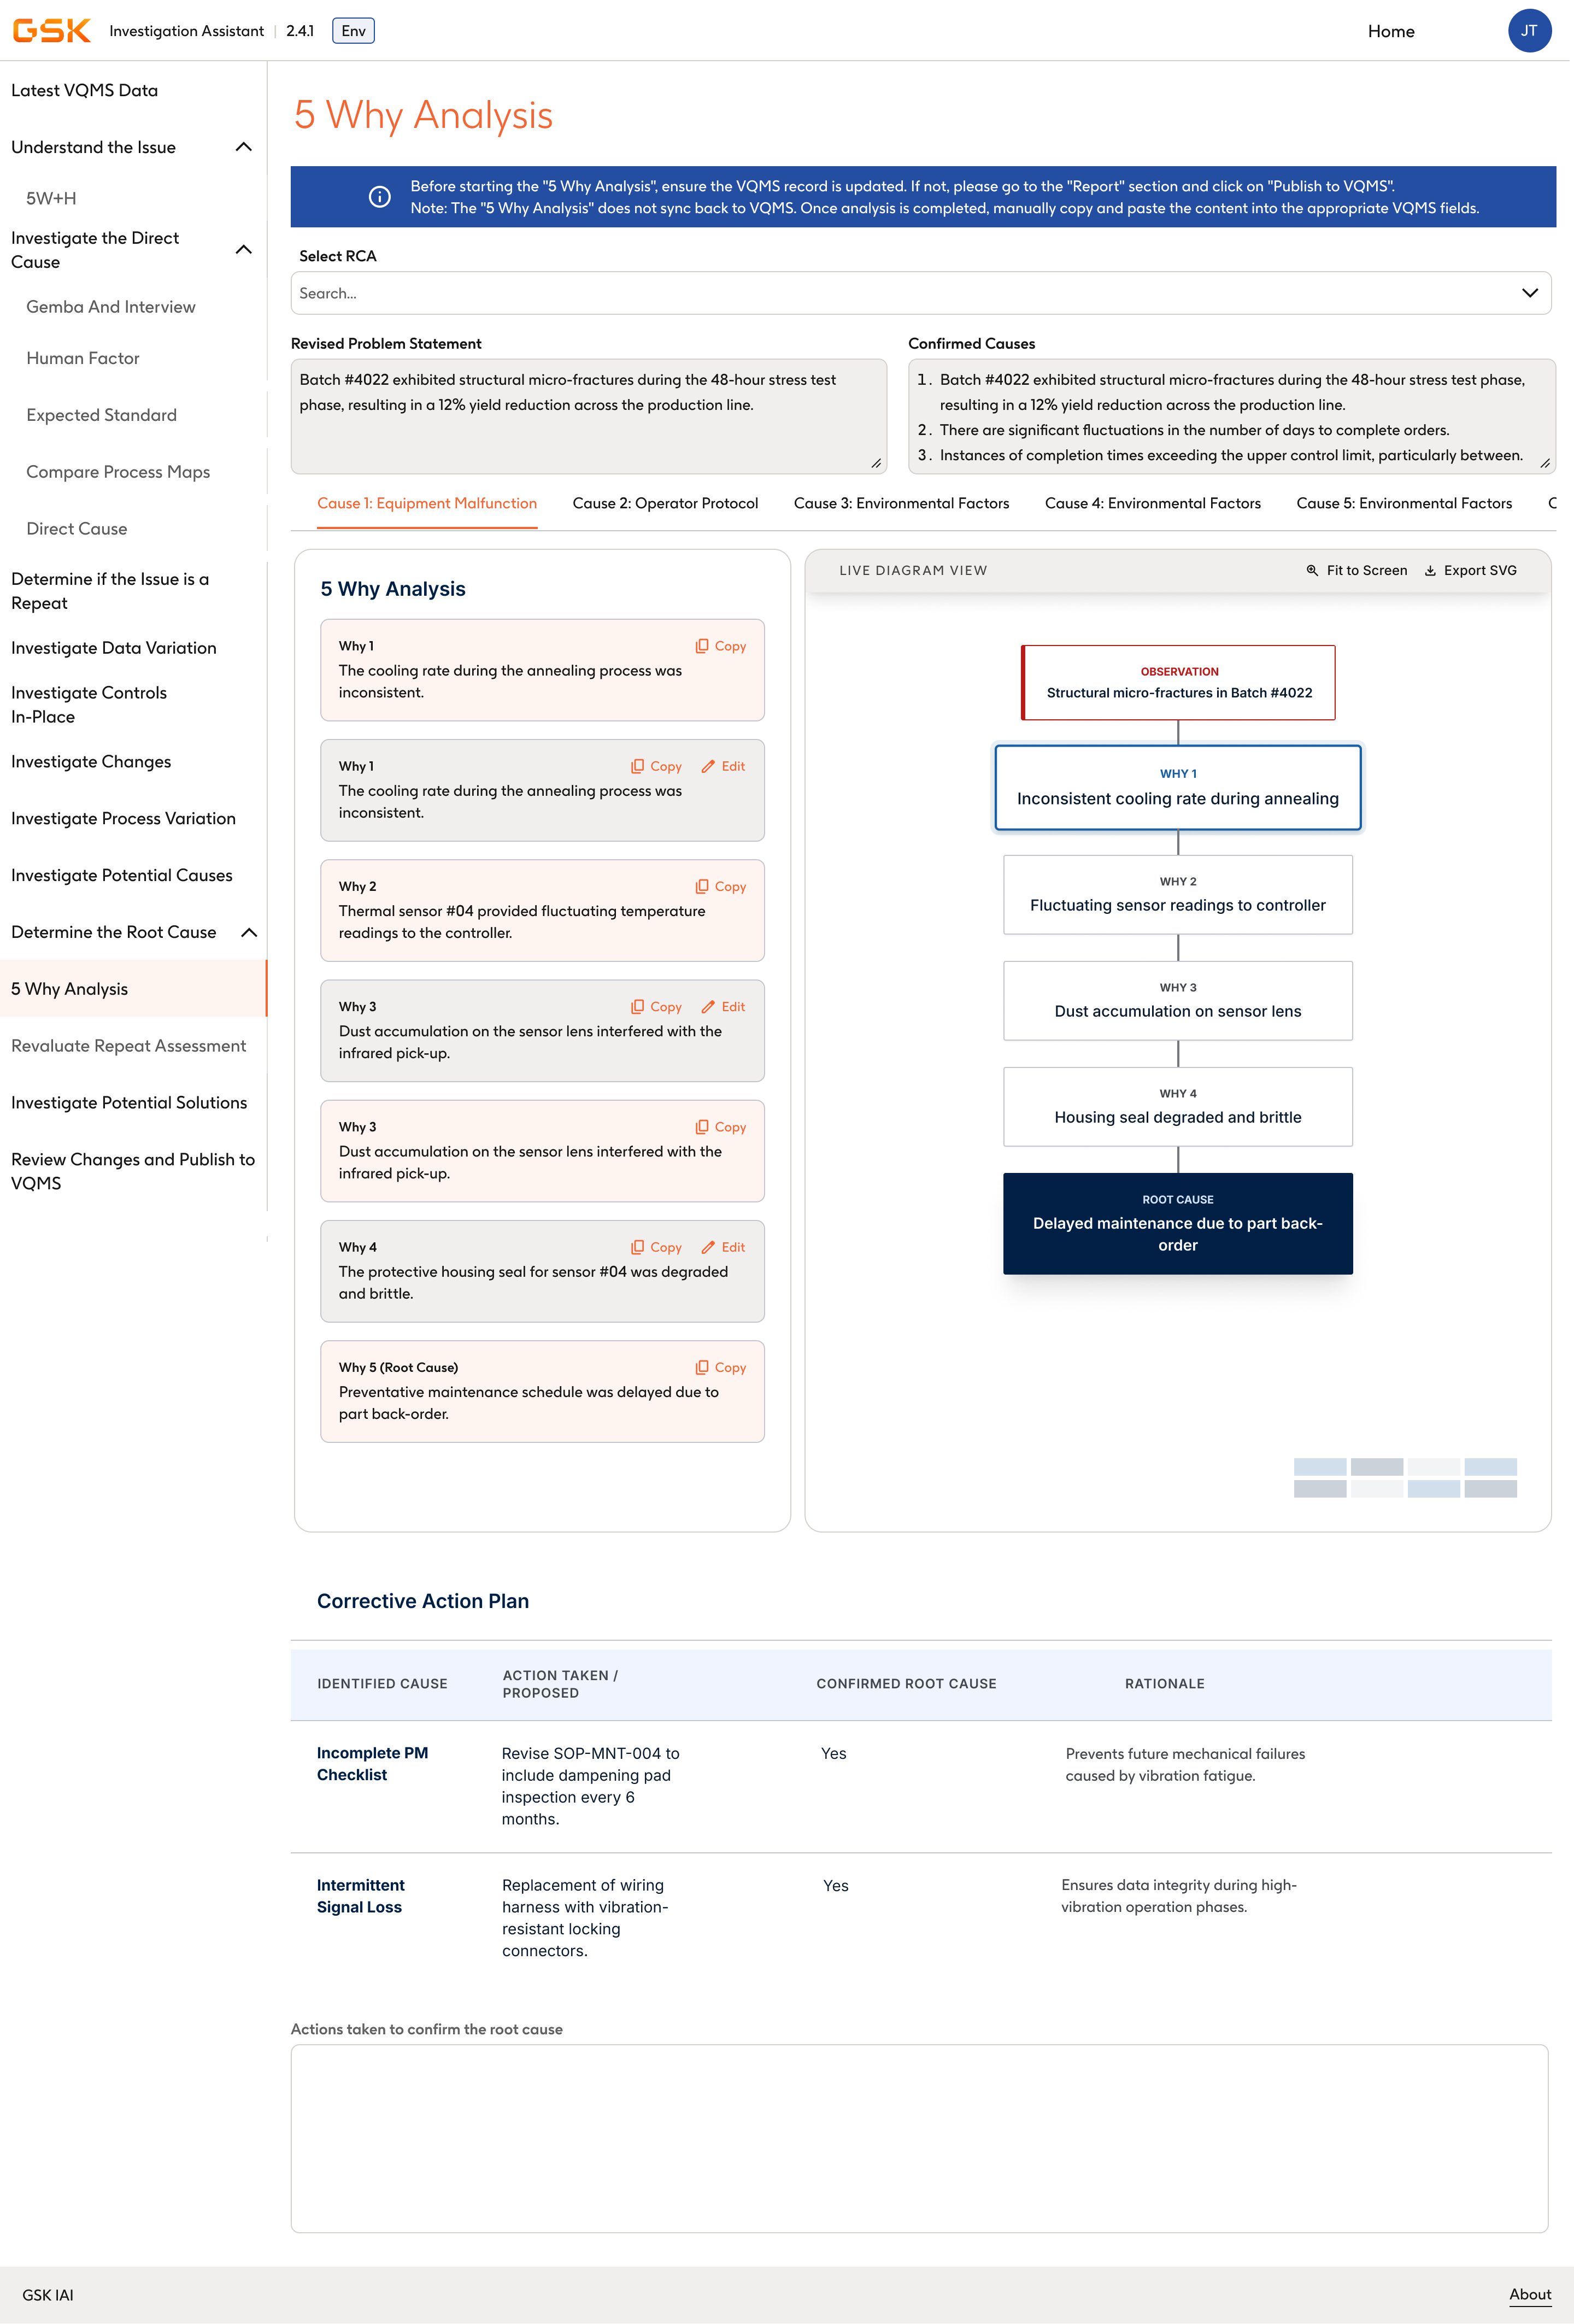 GSK Investigation Assistant | 2.4.1 Env Home JT
Latest VQMS Data
Understand the Issue
5W+H
Investigate the Direct
Cause
Gemba And Interview
Human Factor
Expected Standard
Compare Process Maps
Direct Cause
Determine if the Issue is a
Repeat
Investigate Data Variation
Investigate Controls
In-Place
Investigate Changes
Investigate Process Variation
Investigate Potential Causes
Determine the Root Cause
5 Why Analysis
Revaluate Repeat Assessment
Investigate Potential Solutions
Review Changes and Publish to
VQMS
5 Why Analysis
Before starting the "5 Why Analysis", ensure the VQMS record is updated. If not, please go to the "Report" section and click on "Publish to VQMS".
Note: The "5 Why Analysis" does not sync back to VQMS. Once analysis is completed, manually copy and paste the content into the appropriate VQMS fields.
Select RCA
Search...
Revised Problem Statement
Batch #4022 exhibited structural micro-fractures during the 48-hour stress test
phase, resulting in a 12% yield reduction across the production line.
Confirmed Causes
1. Batch #4022 exhibited structural micro-fractures during the 48-hour stress test phase,
resulting in a 12% yield reduction across the production line.
2. There are significant fluctuations in the number of days to complete orders.
3. Instances of completion times exceeding the upper control limit, particularly between.
Cause 1: Equipment Malfunction Cause 2: Operator Protocol Cause 3: Environmental Factors Cause 4: Environmental Factors Cause 5: Environmental Factors C
5 Why Analysis
Why 1 Copy
The cooling rate during the annealing process was
inconsistent.
Why 1 Copy Edit
The cooling rate during the annealing process was
inconsistent.
Why 2 Copy
Thermal sensor #04 provided fluctuating temperature
readings to the controller.
Why 3 Copy Edit
Dust accumulation on the sensor lens interfered with the
infrared pick-up.
Why 3 Copy
Dust accumulation on the sensor lens interfered with the
infrared pick-up.
Why 4 Copy Edit
The protective housing seal for sensor #04 was degraded
and brittle.
Why 5 (Root Cause) Copy
Preventative maintenance schedule was delayed due to
part back-order.
LIVE DIAGRAM VIEW Fit to Screen Export SVG
OBSERVATION
Structural micro-fractures in Batch #4022
WHY 1
Inconsistent cooling rate during annealing
WHY 2
Fluctuating sensor readings to controller
WHY 3
Dust accumulation on sensor lens
WHY 4
Housing seal degraded and brittle
ROOT CAUSE
Delayed maintenance due to part back-
order
Corrective Action Plan
IDENTIFIED CAUSE
ACTION TAKEN /
PROPOSED
CONFIRMED ROOT CAUSE
RATIONALE
Incomplete PM
Checklist
Revise SOP-MNT-004 to
include dampening pad
inspection every 6
months.
Yes
Prevents future mechanical failures
caused by vibration fatigue.
Intermittent
Signal Loss
Replacement of wiring
harness with vibration-
resistant locking
connectors.
Yes
Ensures data integrity during high-
vibration operation phases.
Actions taken to confirm the root cause
GSK IAI About